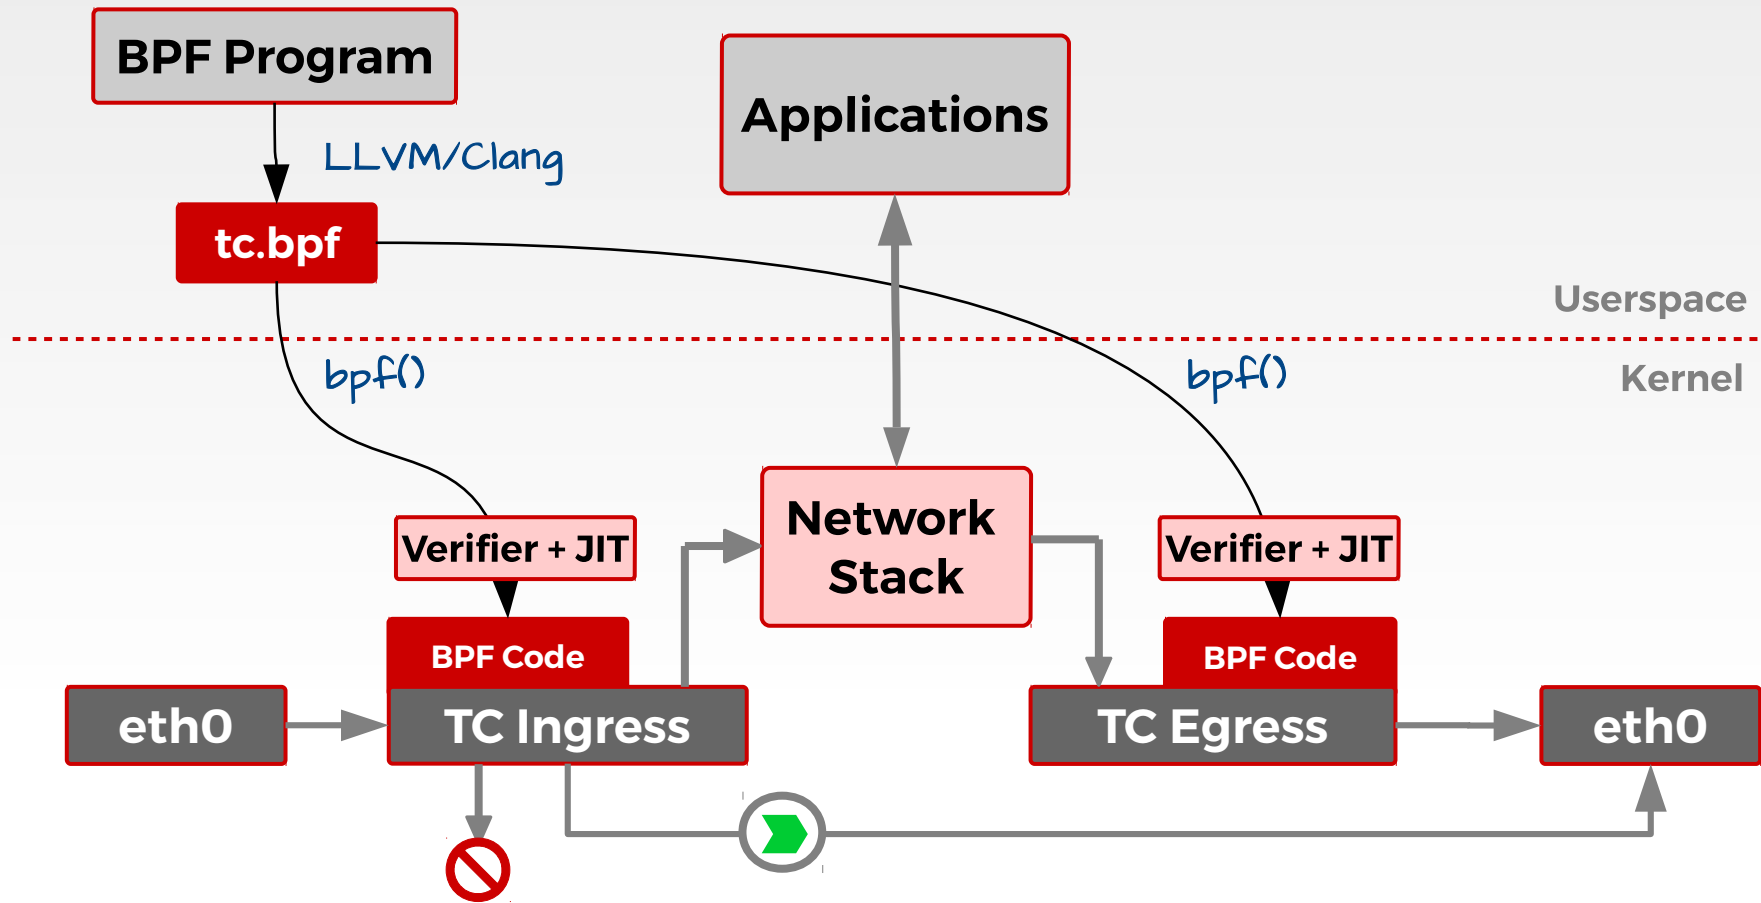 BPF Program
Applications
LLVM/Clang
tc.bpf
Userspace
bpf()
bpf()
Kernel
Network
Stack
Verifier + JIT
Verifier + JIT
BPF Code
BPF Code
eth0
TC Ingress
TC Egress
eth0